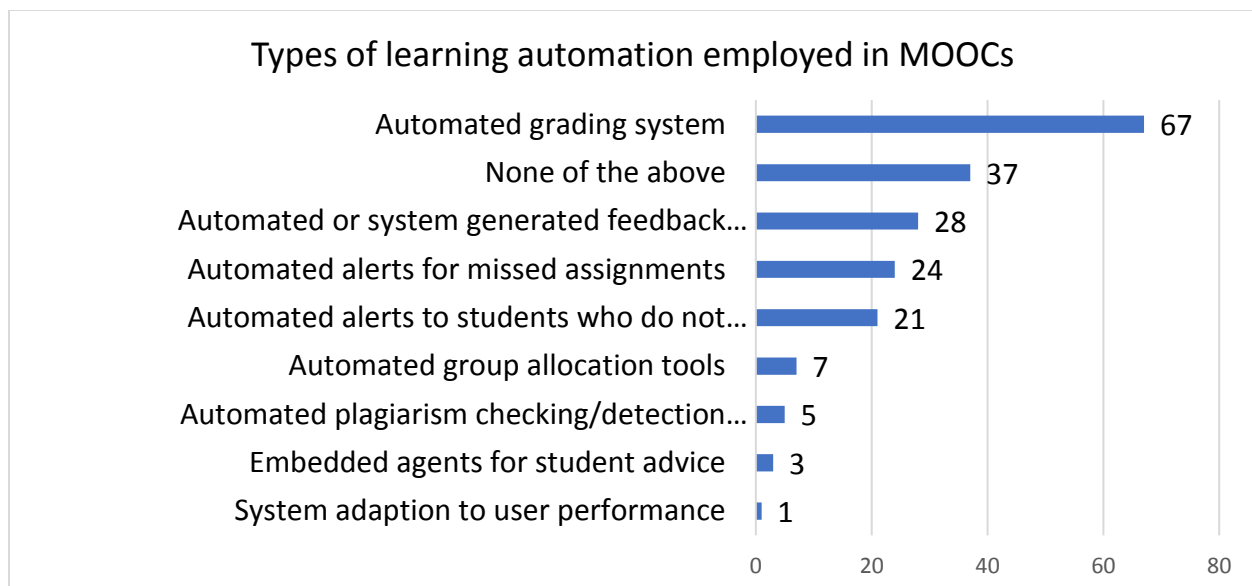 Types of learning automation employed in MOOCs
Automated grading system 67
None of the above 37
Automated or system generated feedback... 28
Automated alerts for missed assignments 24
Automated alerts to students who do not... 21
Automated group allocation tools 7
Automated plagiarism checking/detection... 5
Embedded agents for student advice 3
System adaption to user performance 1
0 20 40 60 80